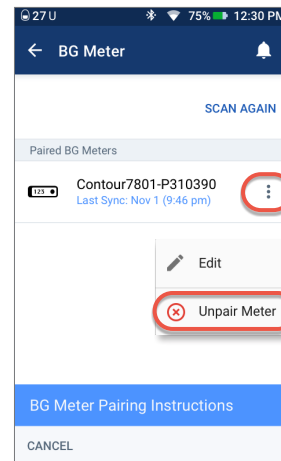 27 U 75% 12:30 PM
BG Meter
SCAN AGAIN
Paired BG Meters
123 Contour7801-P310390
Last Sync: Nov 1 (9:46 pm)
Edit
Unpair Meter
BG Meter Pairing Instructions
CANCEL